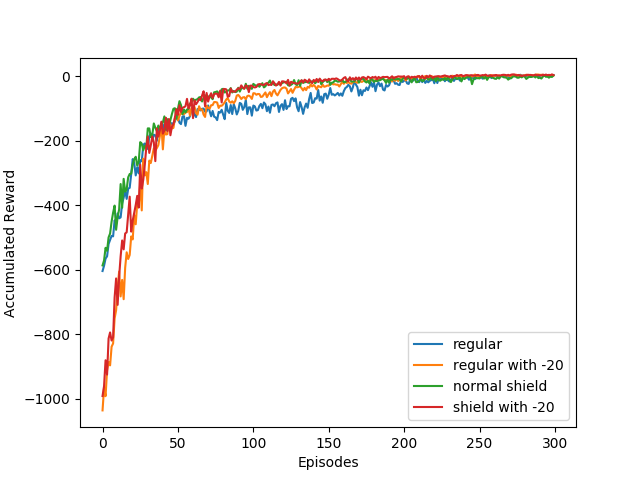 0
−200
−400
−600
−800
−1000
Accumulated Reward
regular
regular with -20
normal shield
shield with -20
0 50 100 150 200 250 300
Episodes